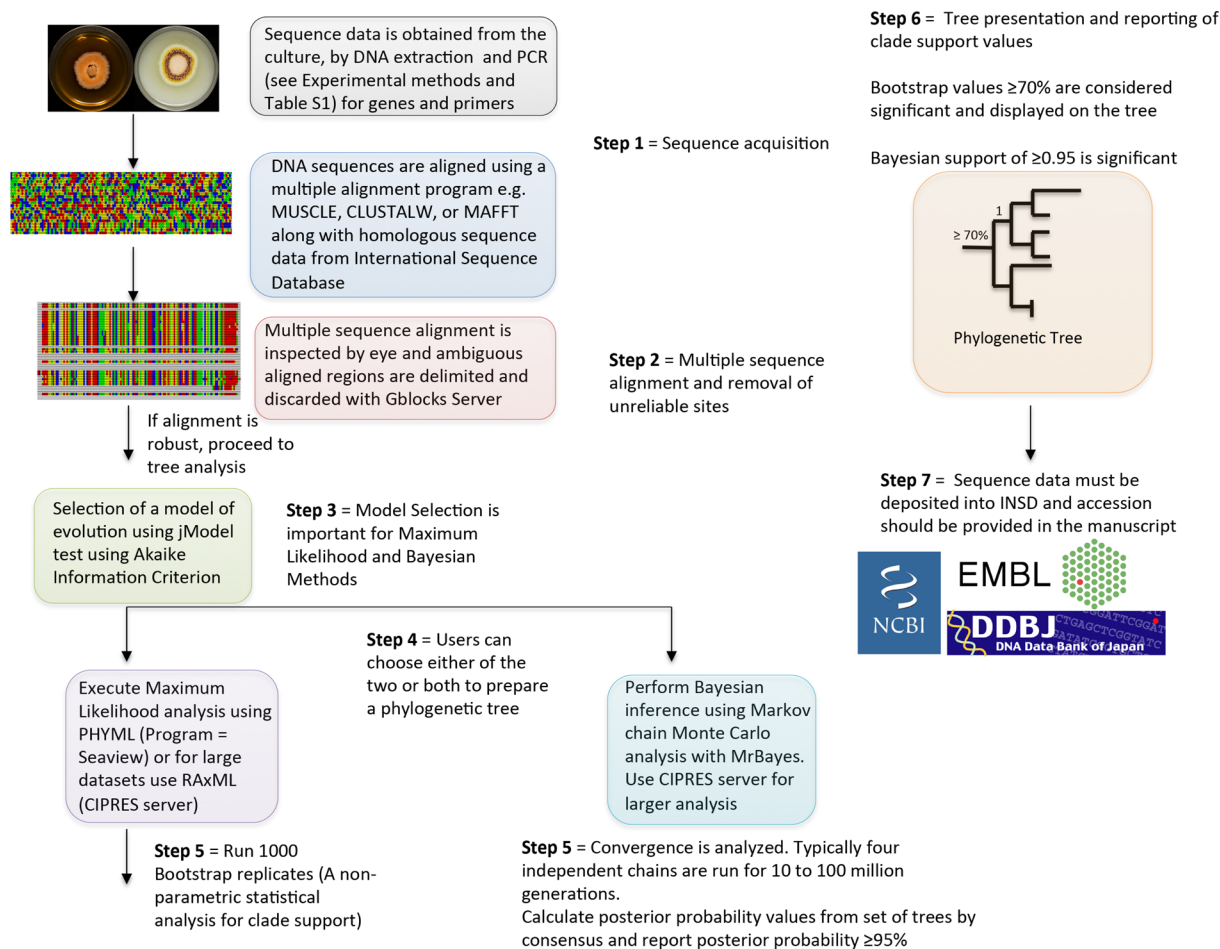 Sequence data is obtained from the
culture, by DNA extraction and PCR
(see Experimental methods and
Table S1) for genes and primers
Step 1 = Sequence acquisition
DNA sequences are aligned using a
multiple alignment program e.g.
MUSCLE, CLUSTALW, or MAFFT
along with homologous sequence
data from International Sequence
Database
Multiple sequence alignment is
inspected by eye and ambiguous
aligned regions are delimited and
discarded with Gblocks Server
Step 2 = Multiple sequence
alignment and removal of
unreliable sites
If alignment is
robust, proceed to
tree analysis
Selection of a model of
evolution using jModel
test using Akaike
Information Criterion
Step 3 = Model Selection is
important for Maximum
Likelihood and Bayesian
Methods
Step 4 = Users can
choose either of the
two or both to prepare
a phylogenetic tree
Execute Maximum
Likelihood analysis using
PHYML (Program =
Seaview) or for large
datasets use RAxML
(CIPRES server)
Perform Bayesian
inference using Markov
chain Monte Carlo
analysis with MrBayes.
Use CIPRES server for
larger analysis
Step 5 = Run 1000
Bootstrap replicates (A non-
parametric statistical
analysis for clade support)
Step 5 = Convergence is analyzed. Typically four
independent chains are run for 10 to 100 million
generations.
Calculate posterior probability values from set of trees by
consensus and report posterior probability ≥95%
Step 6 = Tree presentation and reporting of
clade support values
Bootstrap values ≥70% are considered
significant and displayed on the tree
Bayesian support of ≥0.95 is significant
1
≥ 70%
Phylogenetic Tree
Step 7 = Sequence data must be
deposited into INSD and accession
should be provided in the manuscript
NCBI
EMBL
DDBJ
DNA Data Bank of Japan